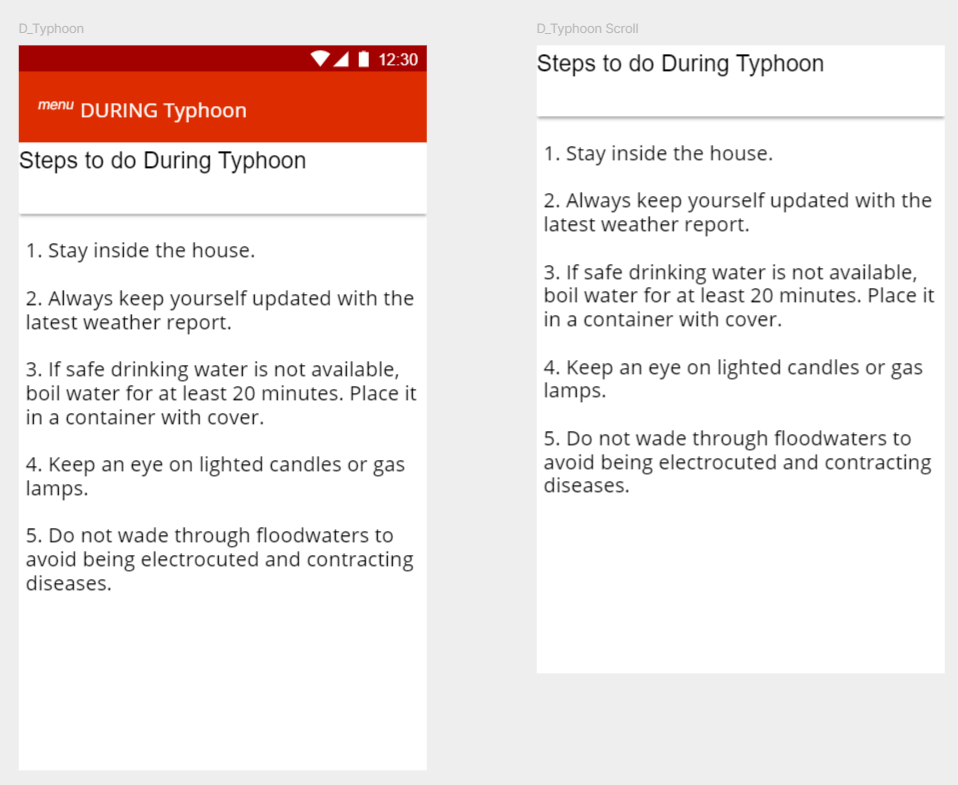 D_Typhoon
12:30
menu DURING Typhoon
Steps to do During Typhoon
1. Stay inside the house.
2. Always keep yourself updated with the
latest weather report.
3. If safe drinking water is not available,
boil water for at least 20 minutes. Place it
in a container with cover.
4. Keep an eye on lighted candles or gas
lamps.
5. Do not wade through floodwaters to
avoid being electrocuted and contracting
diseases.
D_Typhoon Scroll
Steps to do During Typhoon
1. Stay inside the house.
2. Always keep yourself updated with the
latest weather report.
3. If safe drinking water is not available,
boil water for at least 20 minutes. Place it
in a container with cover.
4. Keep an eye on lighted candles or gas
lamps.
5. Do not wade through floodwaters to
avoid being electrocuted and contracting
diseases.